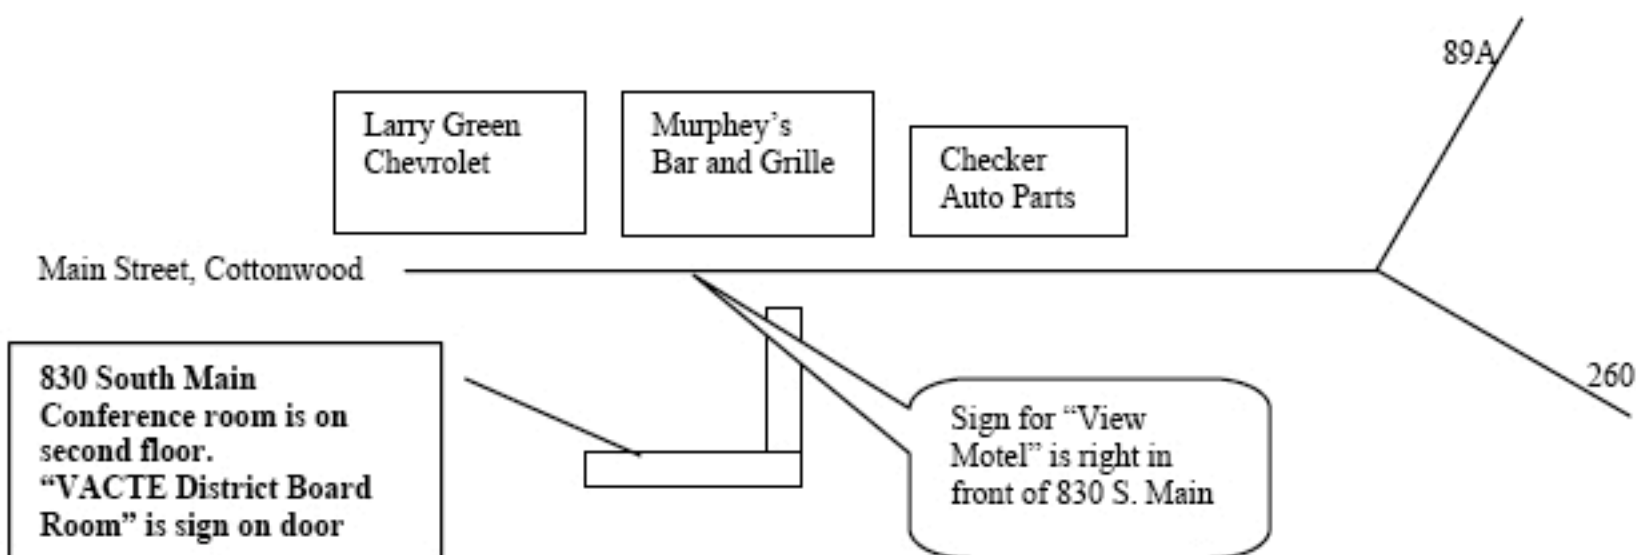 89A
Larry Green
Chevrolet
Murphey’s
Bar and Grille
Checker
Auto Parts
Main Street, Cottonwood
830 South Main
Conference room is on
second floor.
“VACTE District Board
Room” is sign on door
Sign for “View
Motel” is right in
front of 830 S. Main
260